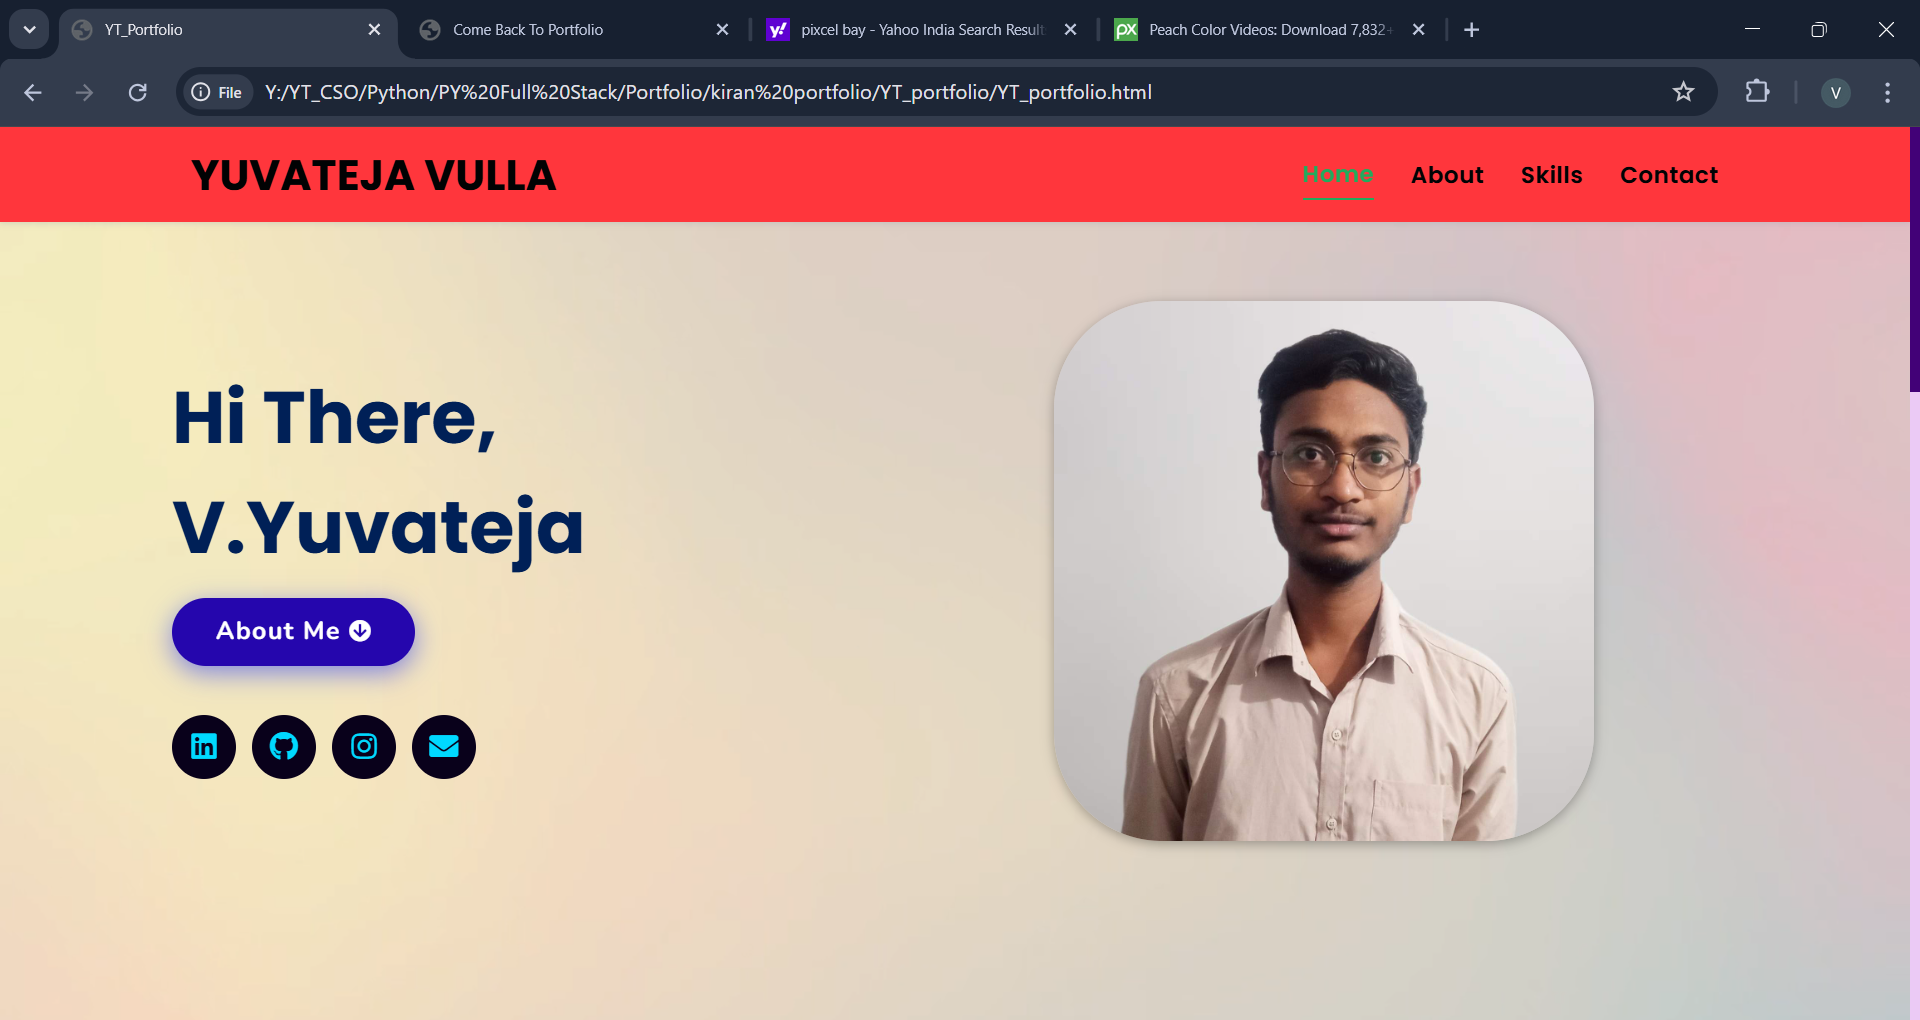 YT_Portfolio
Come Back To Portfolio
pixcel bay - Yahoo India Search Result
Peach Color Videos: Download 7,832+
File
Y:/YT_CSO/Python/PY%20Full%20Stack/Portfolio/kiran%20portfolio/YT_portfolio/YT_portfolio.html
V
YUVATEJA VULLA
Home About Skills Contact
Hi There,
V.Yuvateja
About Me